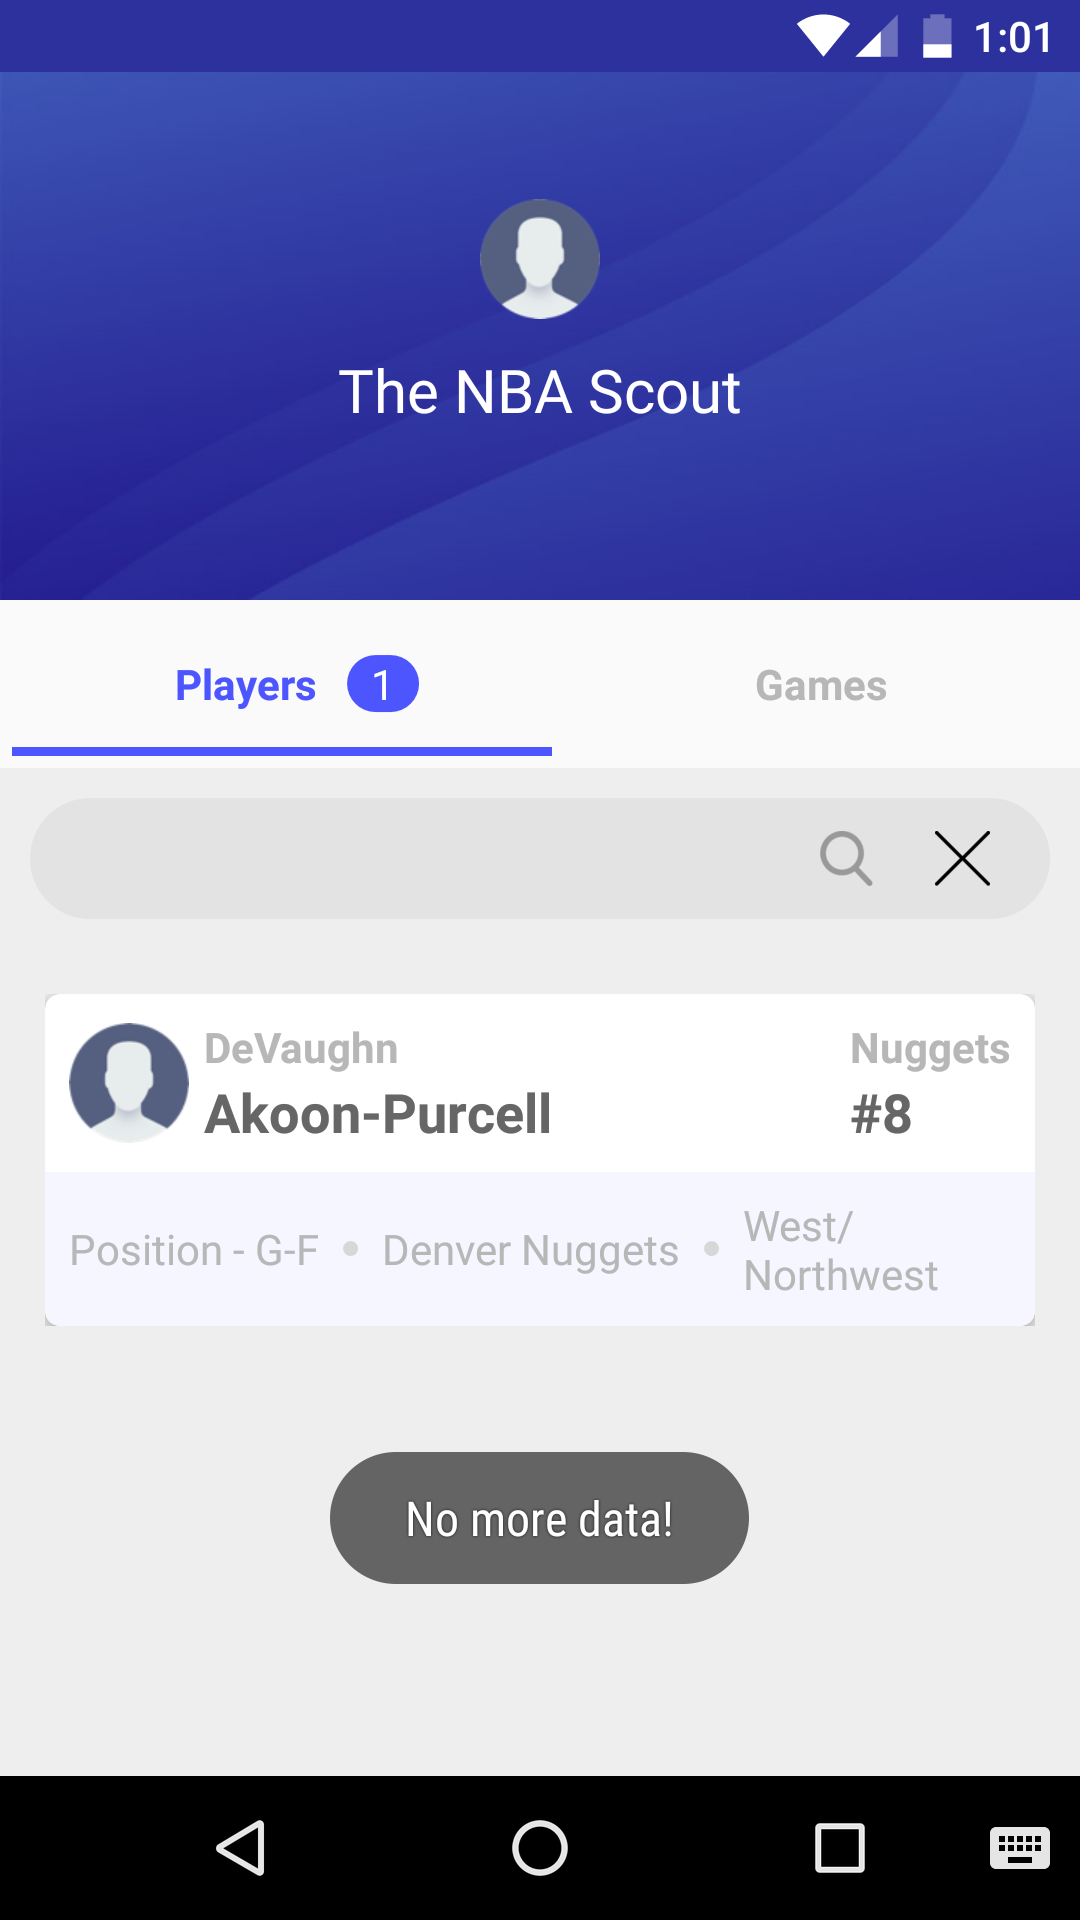 1:01
The NBA Scout
Players 1
Games
DeVaughn
Akoon-Purcell
Nuggets
#8
Position - G-F
Denver Nuggets
West/
Northwest
No more data!